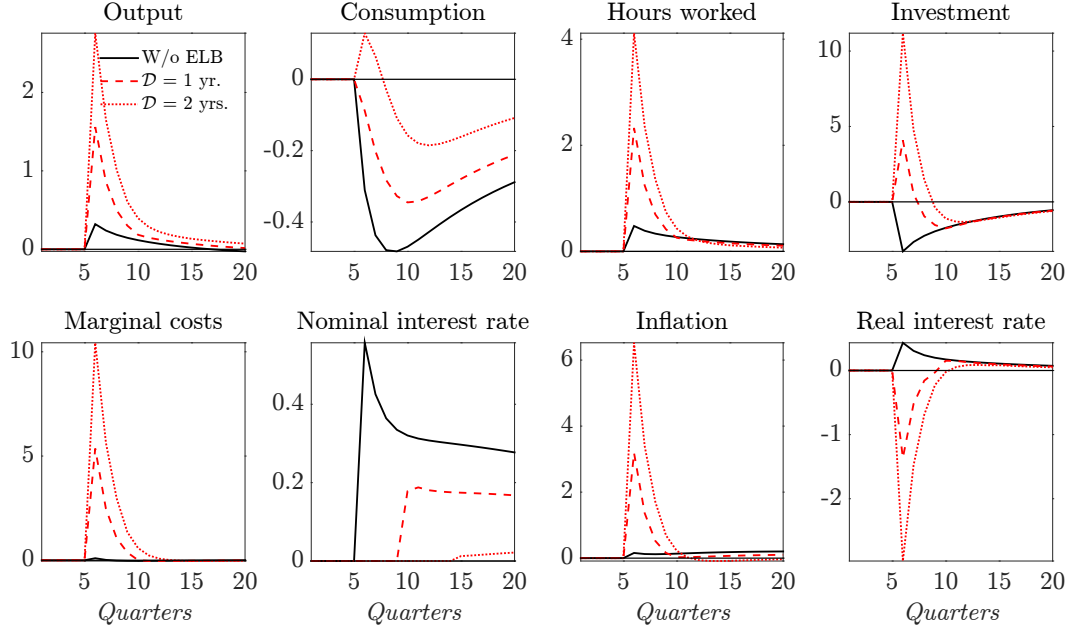 Output
Consumption
Hours worked
Investment
W/o ELB
𝒟 = 1 yr.
𝒟 = 2 yrs.
2
1
0
5 10 15 20
0
-0.2
-0.4
5 10 15 20
4
2
0
5 10 15 20
10
5
0
5 10 15 20
Marginal costs
Nominal interest rate
Inflation
Real interest rate
10
5
0
5 10 15 20
Quarters
0.4
0.2
0
5 10 15 20
Quarters
6
4
2
0
5 10 15 20
Quarters
0
-1
-2
5 10 15 20
Quarters